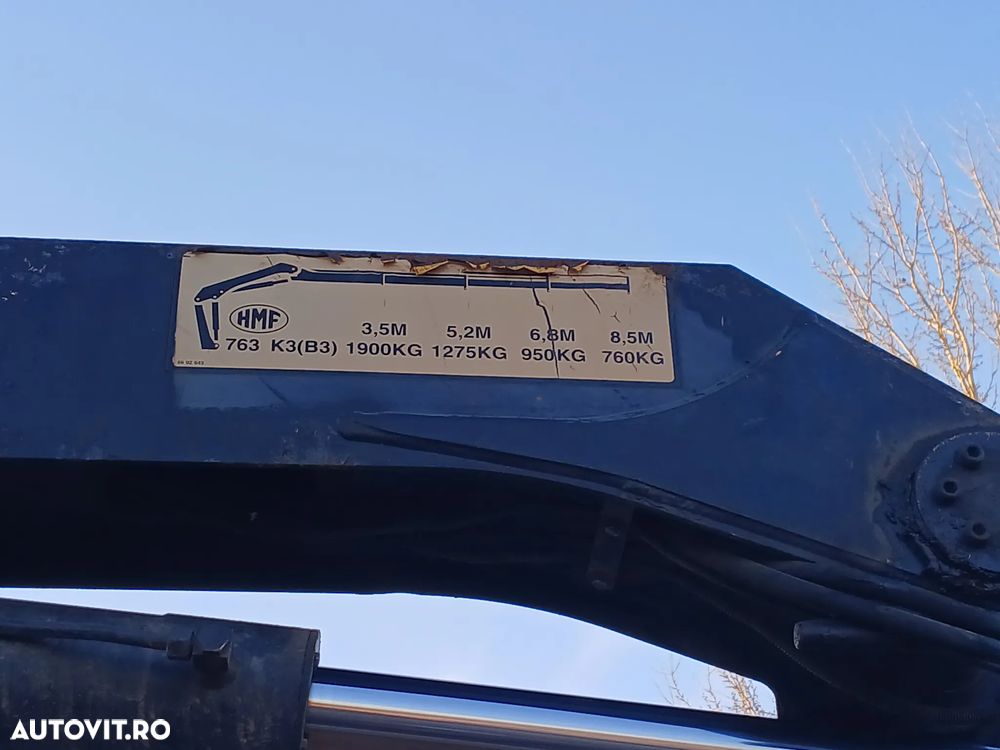 HMF
3,5M 5,2M 6,8M 8,5M
763 K3(B3) 1900KG 1275KG 950KG 760KG
AUTOVIT.RO